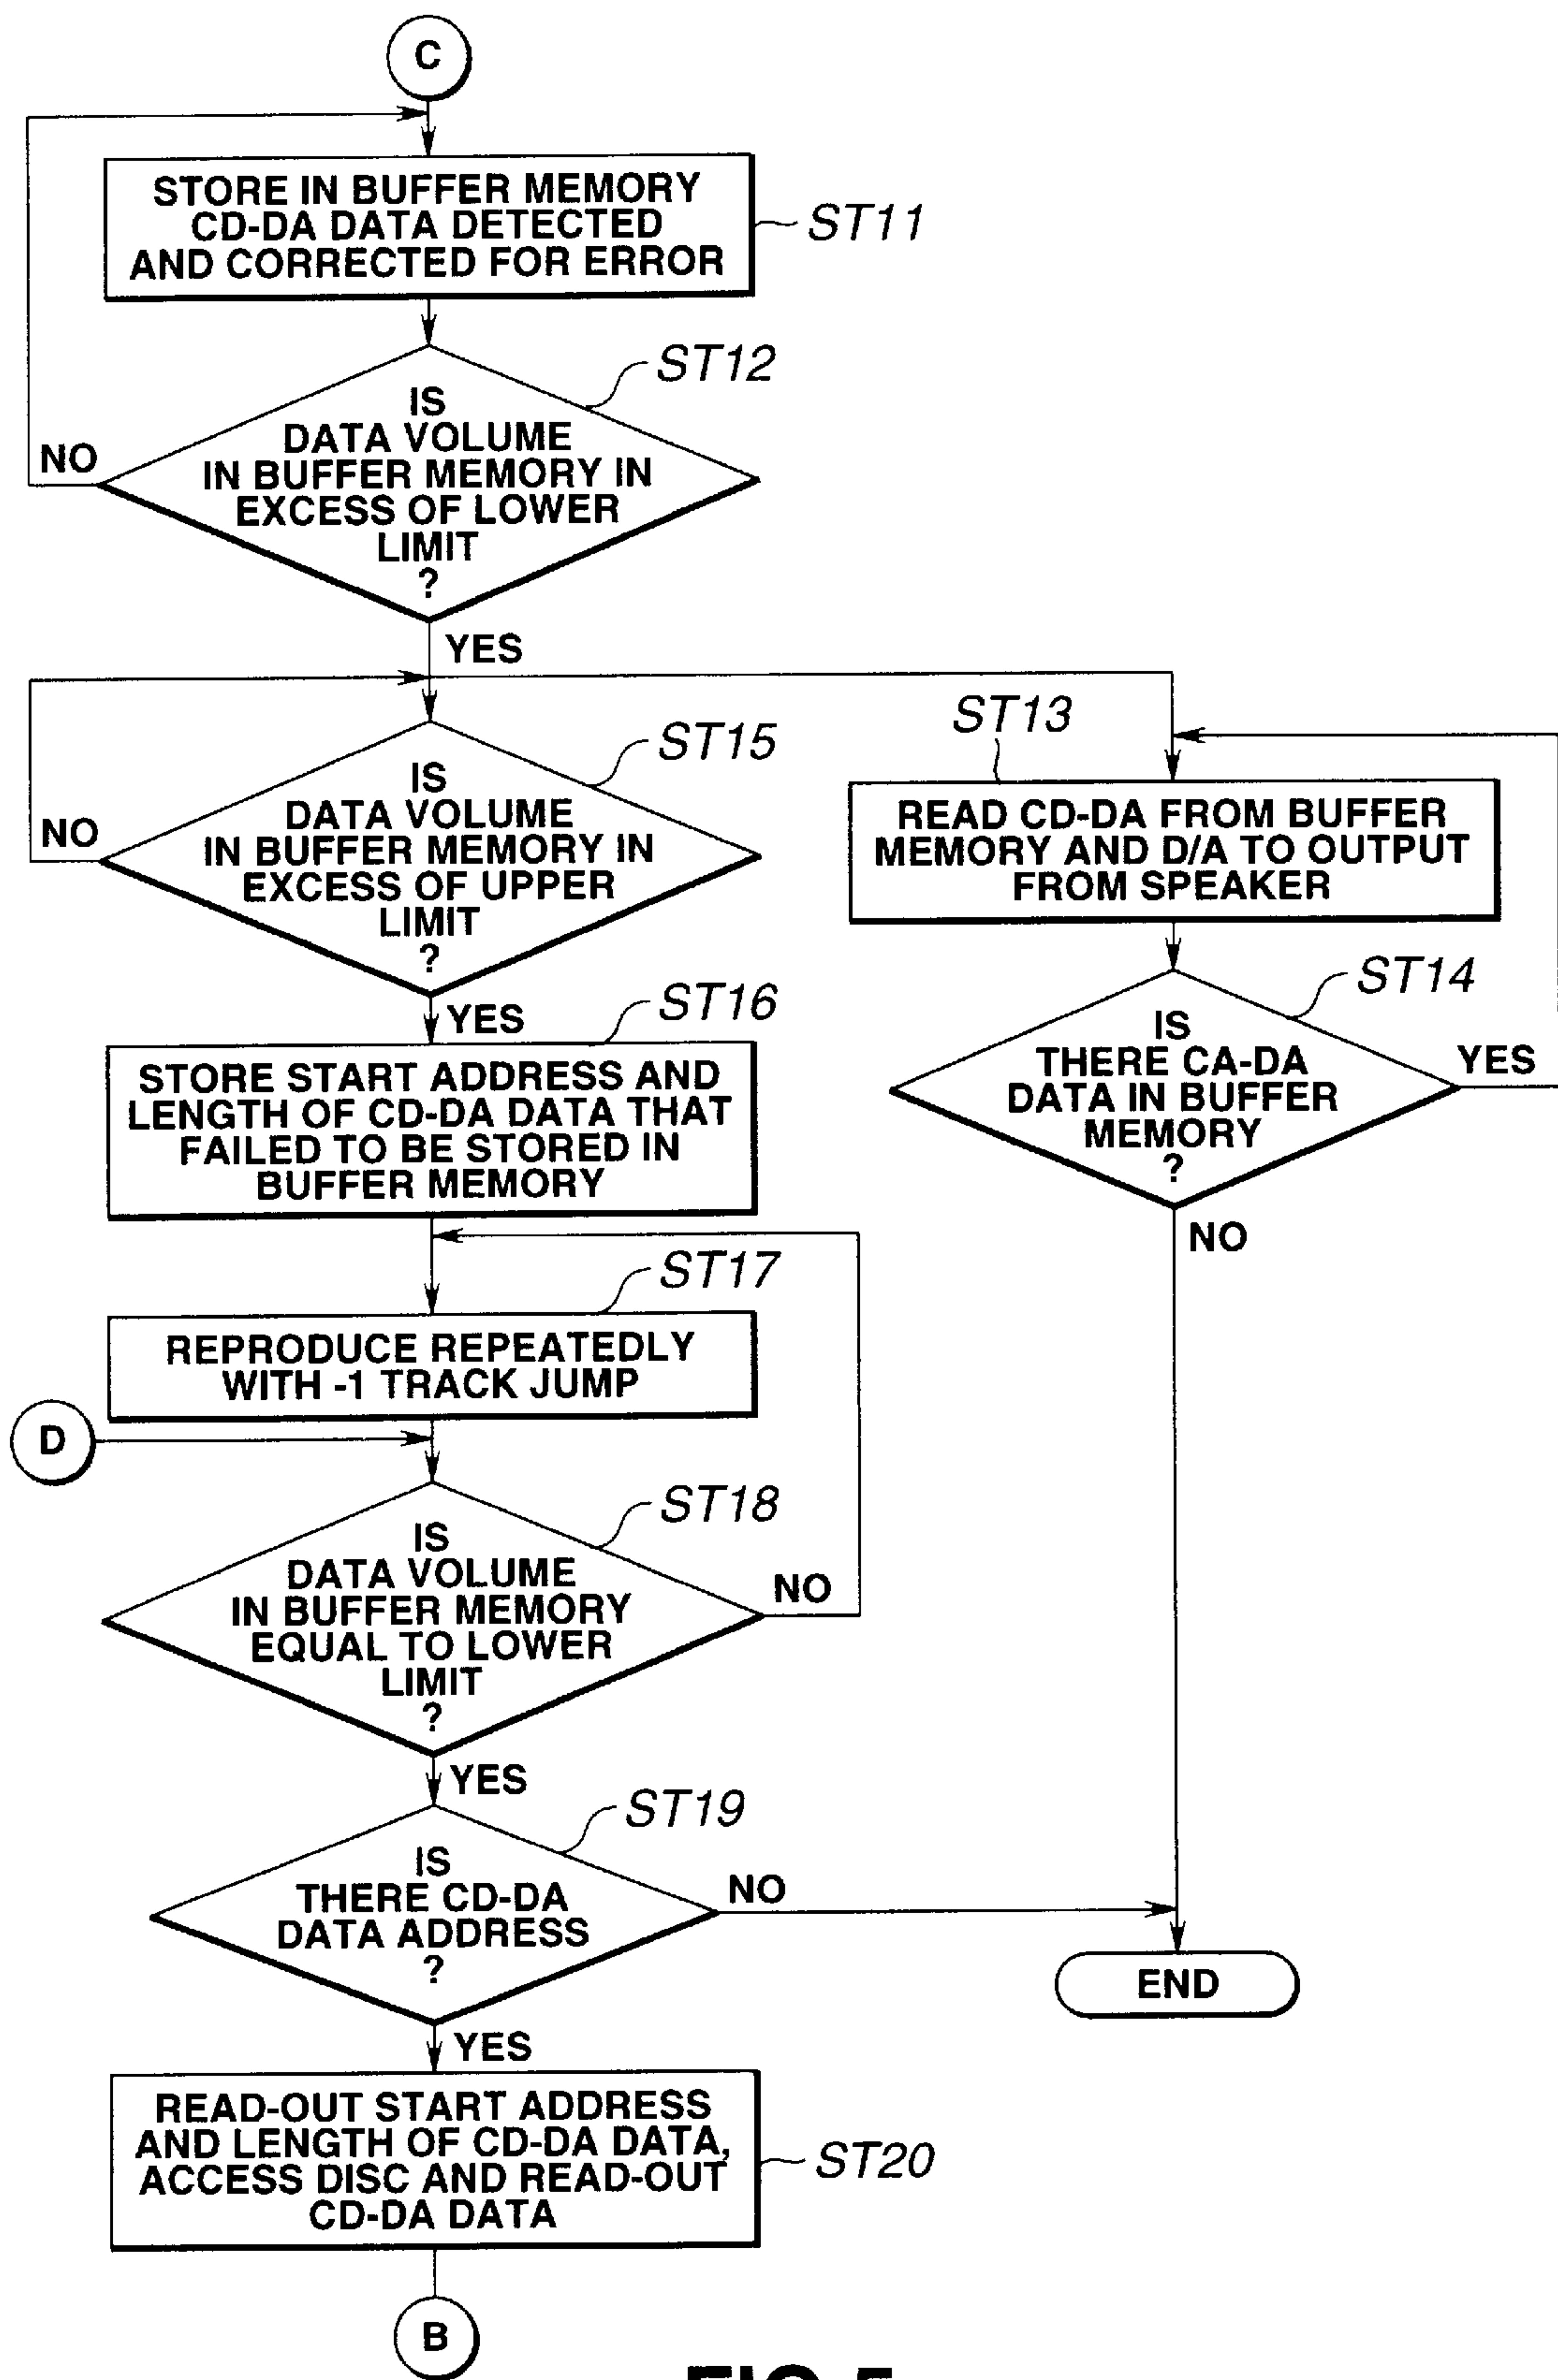 C
STORE IN BUFFER MEMORY
CD-DA DATA DETECTED
AND CORRECTED FOR ERROR
ST11
ST12
IS
DATA VOLUME
IN BUFFER MEMORY IN
EXCESS OF LOWER
LIMIT
?
NO
YES
ST15
IS
DATA VOLUME
IN BUFFER MEMORY IN
EXCESS OF UPPER
LIMIT
?
NO
YES
ST13
READ CD-DA FROM BUFFER
MEMORY AND D/A TO OUTPUT
FROM SPEAKER
ST14
IS
THERE CA-DA
DATA IN BUFFER
MEMORY
?
YES
NO
ST16
STORE START ADDRESS AND
LENGTH OF CD-DA DATA THAT
FAILED TO BE STORED IN
BUFFER MEMORY
ST17
REPRODUCE REPEATEDLY
WITH -1 TRACK JUMP
D
ST18
IS
DATA VOLUME
IN BUFFER MEMORY
EQUAL TO LOWER
LIMIT
?
NO
YES
ST19
IS
THERE CD-DA
DATA ADDRESS
?
NO
END
YES
READ-OUT START ADDRESS
AND LENGTH OF CD-DA DATA,
ACCESS DISC AND READ-OUT
CD-DA DATA
ST20
B